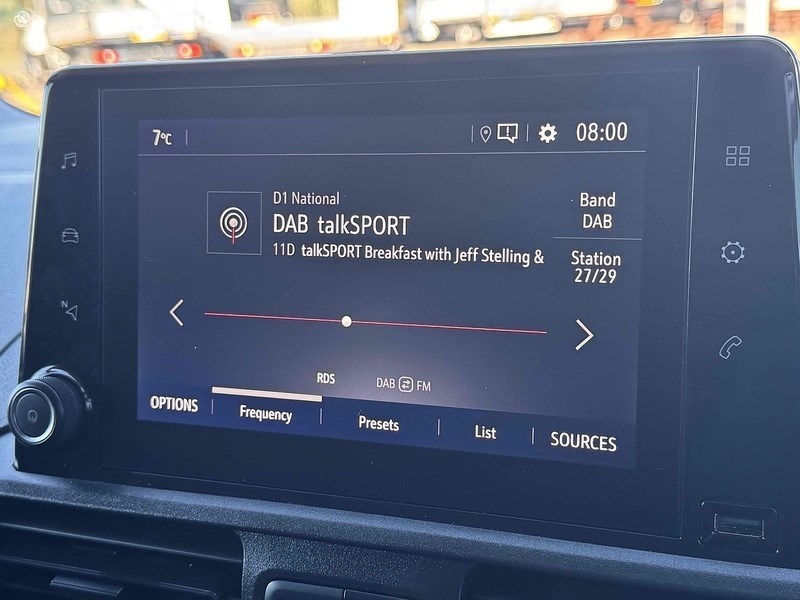 7°C
08:00
D1 National
DAB talkSPORT
11D talkSPORT Breakfast with Jeff Stelling &
Band
DAB
Station
27/29
RDS
DAB FM
OPTIONS
Frequency
Presets
List
SOURCES
N